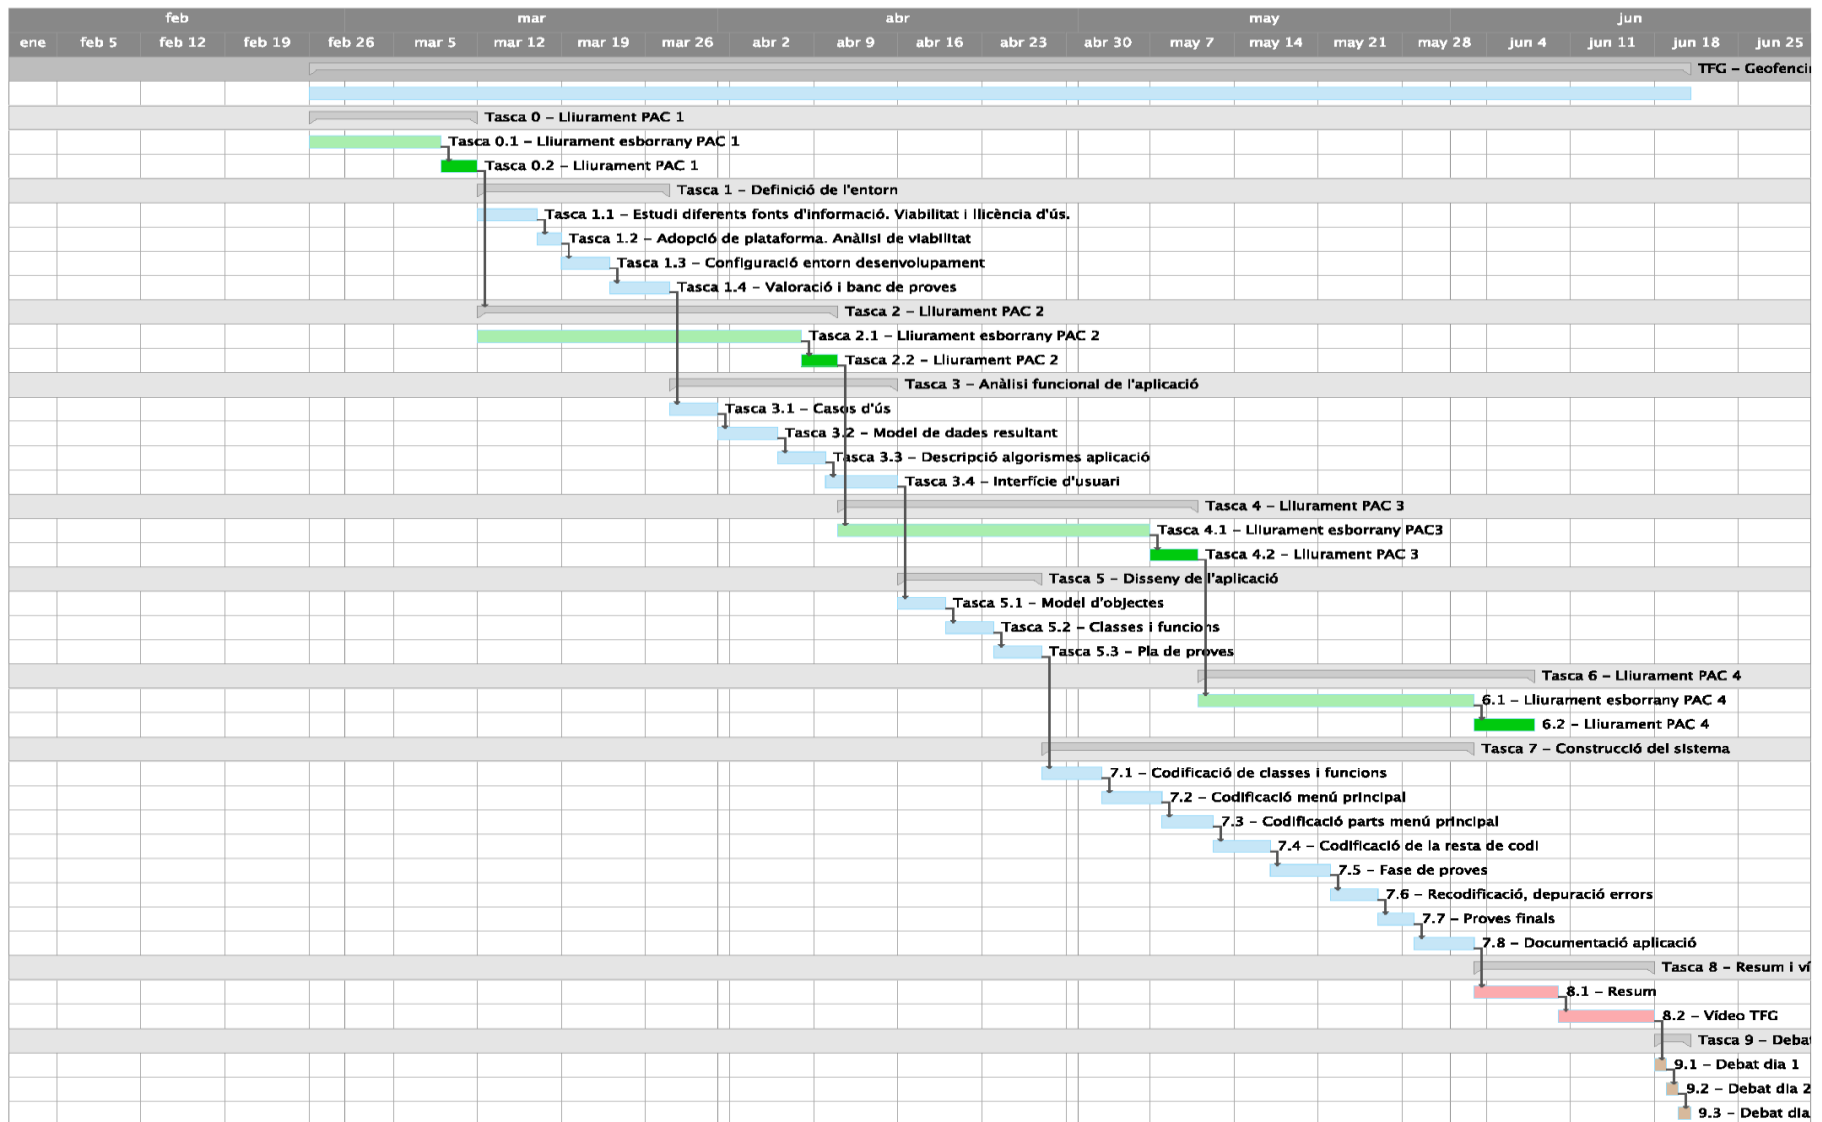 feb mar abr may jun
ene feb 5 feb 12 feb 19 feb 26 mar 5 mar 12 mar 19 mar 26 abr 2 abr 9 abr 16 abr 23 abr 30 may 7 may 14 may 21 may 28 jun 4 jun 11 jun 18 jun 25
TFG – Geofenci
Tasca 0 – Lliurament PAC 1
Tasca 0.1 – Lliurament esborrany PAC 1
Tasca 0.2 – Lliurament PAC 1
Tasca 1 – Definició de l'entorn
Tasca 1.1 – Estudi diferents fonts d'informació. Viabilitat i llicència d'ús.
Tasca 1.2 – Adopció de plataforma. Anàlisi de viabilitat
Tasca 1.3 – Configuració entorn desenvolupament
Tasca 1.4 – Valoració i banc de proves
Tasca 2 – Lliurament PAC 2
Tasca 2.1 – Lliurament esborrany PAC 2
Tasca 2.2 – Lliurament PAC 2
Tasca 3 – Anàlisi funcional de l'aplicació
Tasca 3.1 – Casos d'ús
Tasca 3.2 – Model de dades resultant
Tasca 3.3 – Descripció algorismes aplicació
Tasca 3.4 – Interfície d'usuari
Tasca 4 – Lliurament PAC 3
Tasca 4.1 – Lliurament esborrany PAC3
Tasca 4.2 – Lliurament PAC 3
Tasca 5 – Disseny de l'aplicació
Tasca 5.1 – Model d'objectes
Tasca 5.2 – Classes i funcions
Tasca 5.3 – Pla de proves
Tasca 6 – Lliurament PAC 4
6.1 – Lliurament esborrany PAC 4
6.2 – Lliurament PAC 4
Tasca 7 – Construcció del sistema
7.1 – Codificació de classes i funcions
7.2 – Codificació menú principal
7.3 – Codificació parts menú principal
7.4 – Codificació de la resta de codi
7.5 – Fase de proves
7.6 – Recodificació, depuració errors
7.7 – Proves finals
7.8 – Documentació aplicació
Tasca 8 – Resum i ví
8.1 – Resum
8.2 – Vídeo TFG
Tasca 9 – Debat
9.1 – Debat dia 1
9.2 – Debat dia 2
9.3 – Debat dia